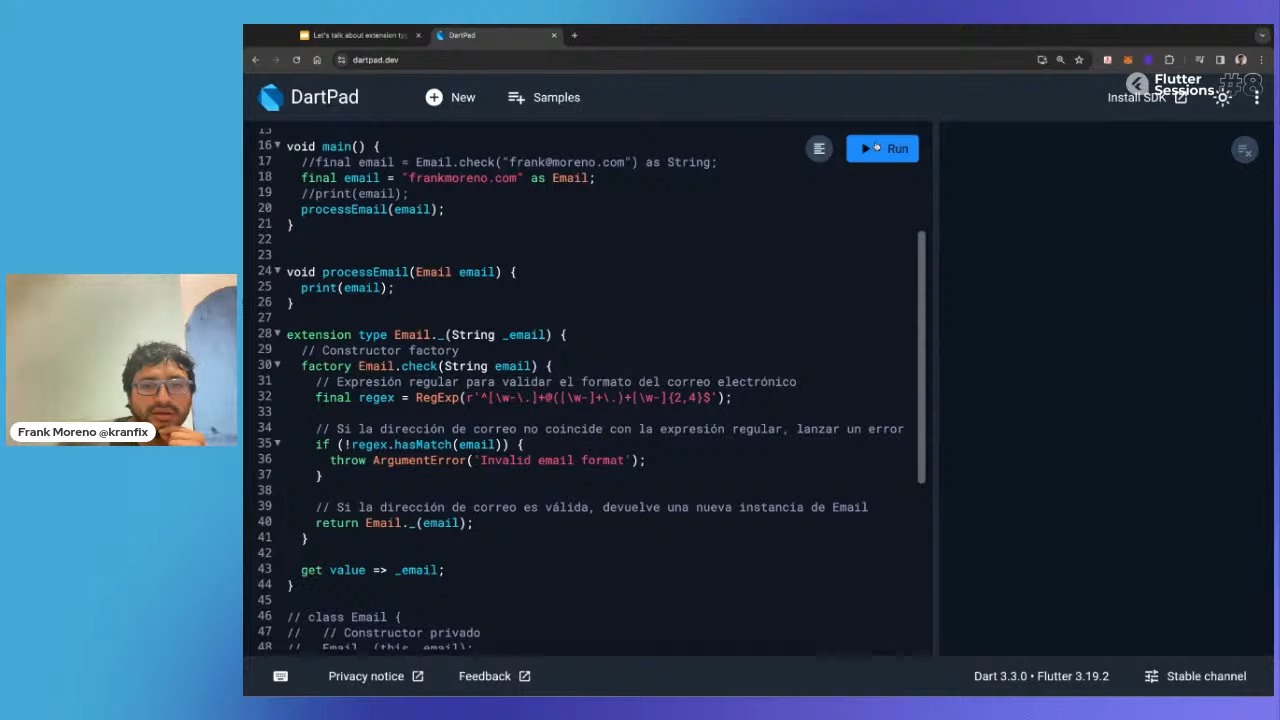 Let's talk about extension ty
DartPad
dartpad.dev
DartPad
New
Samples
Install SDK
Flutter
Sessions
#8
15
16 void main() {
17 //final email = Email.check("frank@moreno.com") as String;
18 final email = "frankmoreno.com" as Email;
19 //print(email);
20 processEmail(email);
21 }
22
23
24 void processEmail(Email email) {
25 print(email);
26 }
27
28 extension type Email._(String _email) {
29 // Constructor factory
30 factory Email.check(String email) {
31 // Expresión regular para validar el formato del correo electrónico
32 final regex = RegExp(r'^[\w-\.]+@([\w-]+\.)+[\w-]{2,4}$');
33
34 // Si la dirección de correo no coincide con la expresión regular, lanzar un error
35 if (!regex.hasMatch(email)) {
36 throw ArgumentError('Invalid email format');
37 }
38
39 // Si la dirección de correo es válida, devuelve una nueva instancia de Email
40 return Email._(email);
41 }
42
43 get value => _email;
44 }
45
46 // class Email {
47 // // Constructor privado
48 // Email._(this._email);
Run
Frank Moreno @kranfix
Privacy notice
Feedback
Dart 3.3.0 • Flutter 3.19.2
Stable channel